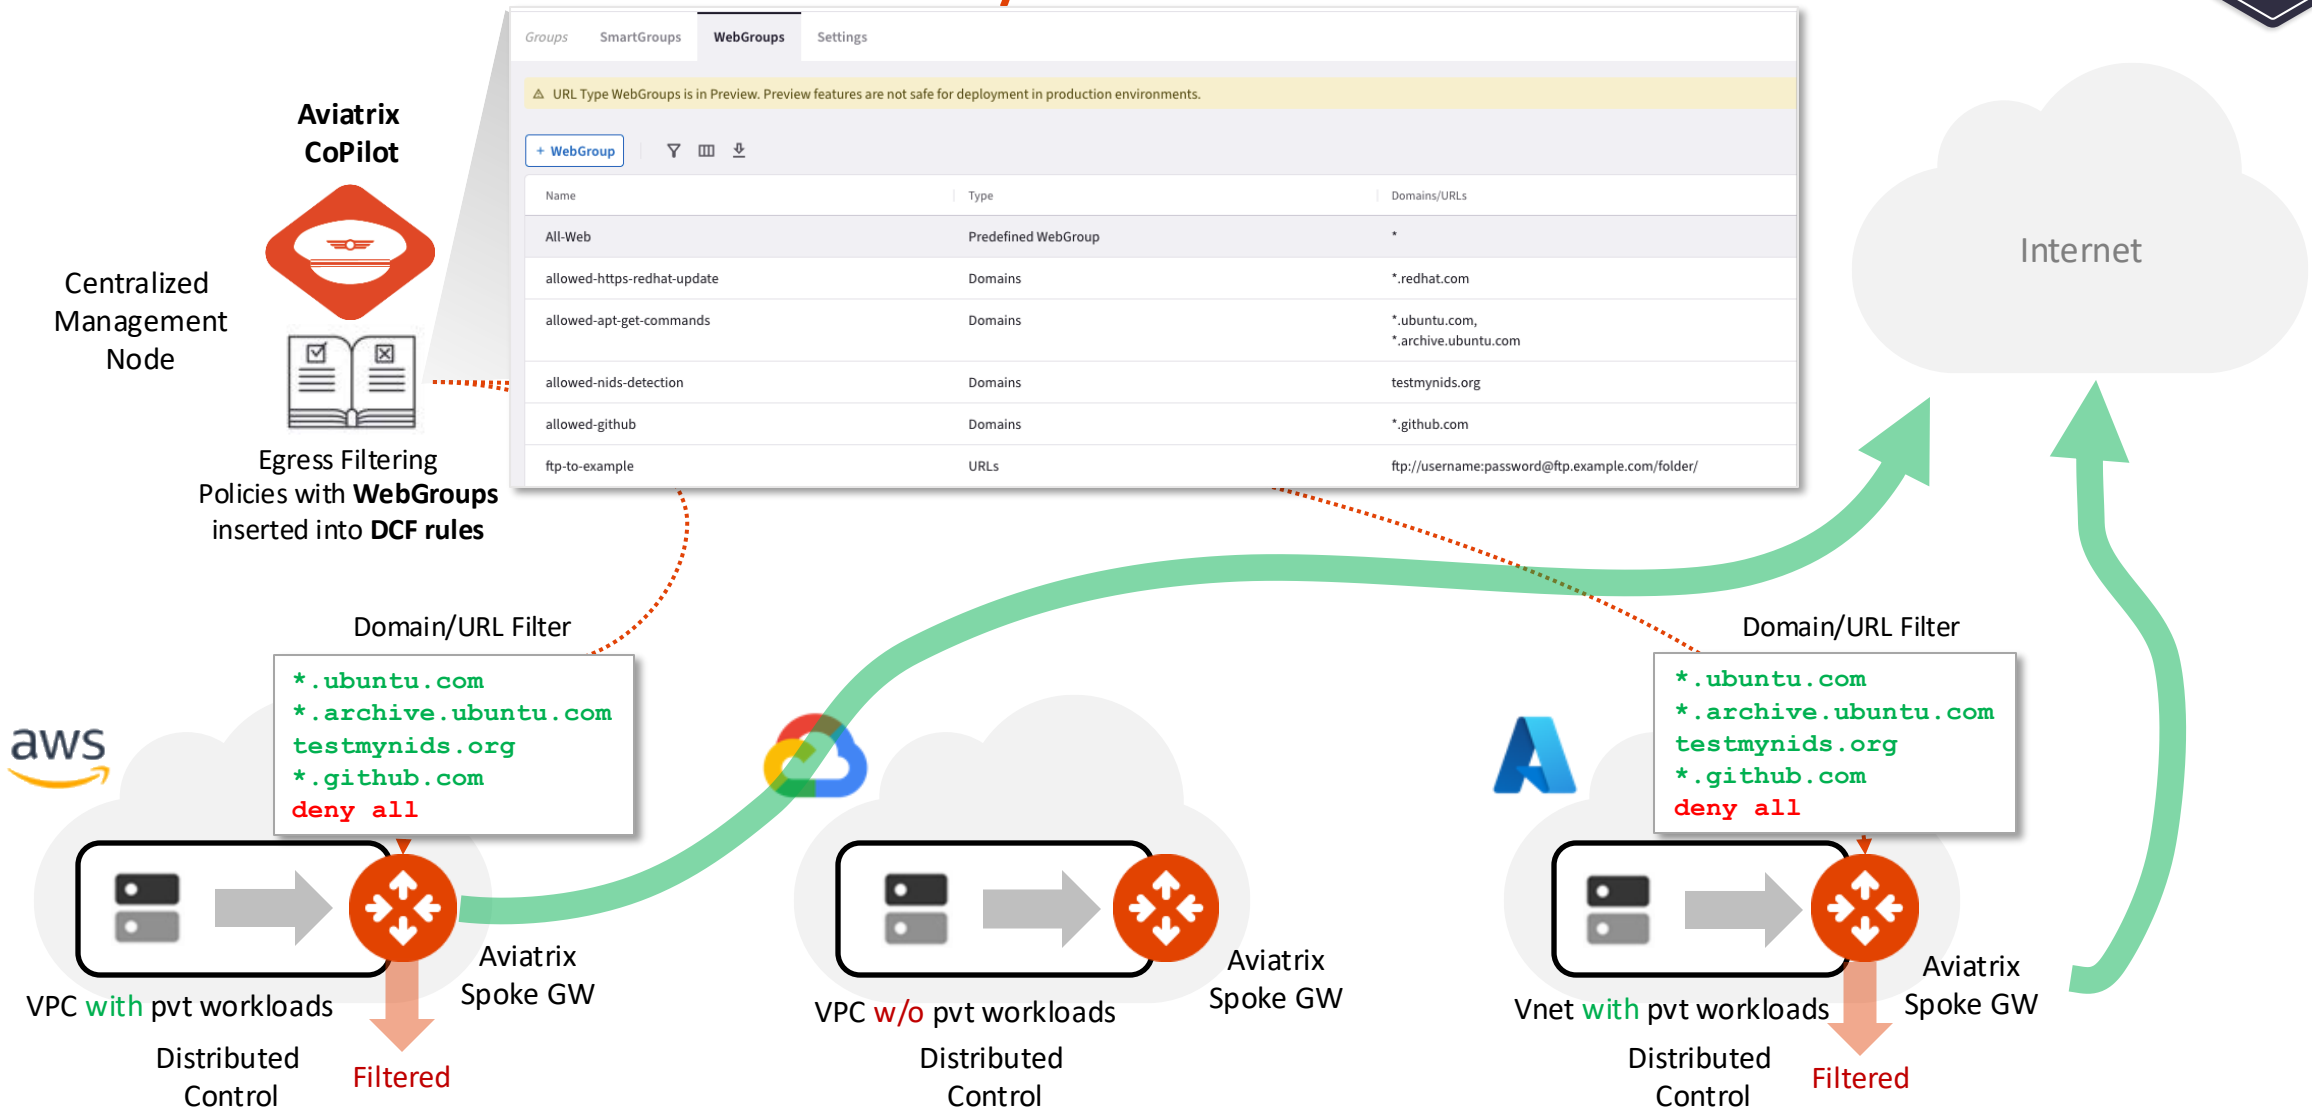 Groups SmartGroups WebGroups Settings
⚠ URL Type WebGroups is in Preview. Preview features are not safe for deployment in production environments.
+ WebGroup
Name Type Domains/URLs
All-Web Predefined WebGroup *
allowed-https-redhat-update Domains *.redhat.com
allowed-apt-get-commands Domains *.ubuntu.com,
*.archive.ubuntu.com
allowed-nids-detection Domains testmynids.org
allowed-github Domains *.github.com
ftp-to-example URLs ftp://username:password@ftp.example.com/folder/
Aviatrix
CoPilot
Centralized
Management
Node
Egress Filtering
Policies with WebGroups
inserted into DCF rules
Internet
Domain/URL Filter
*.ubuntu.com
*.archive.ubuntu.com
testmynids.org
*.github.com
deny all
aws
Aviatrix
Spoke GW
VPC with pvt workloads
Distributed
Control
Filtered
Aviatrix
Spoke GW
VPC w/o pvt workloads
Distributed
Control
Domain/URL Filter
*.ubuntu.com
*.archive.ubuntu.com
testmynids.org
*.github.com
deny all
Aviatrix
Spoke GW
Vnet with pvt workloads
Distributed
Control
Filtered